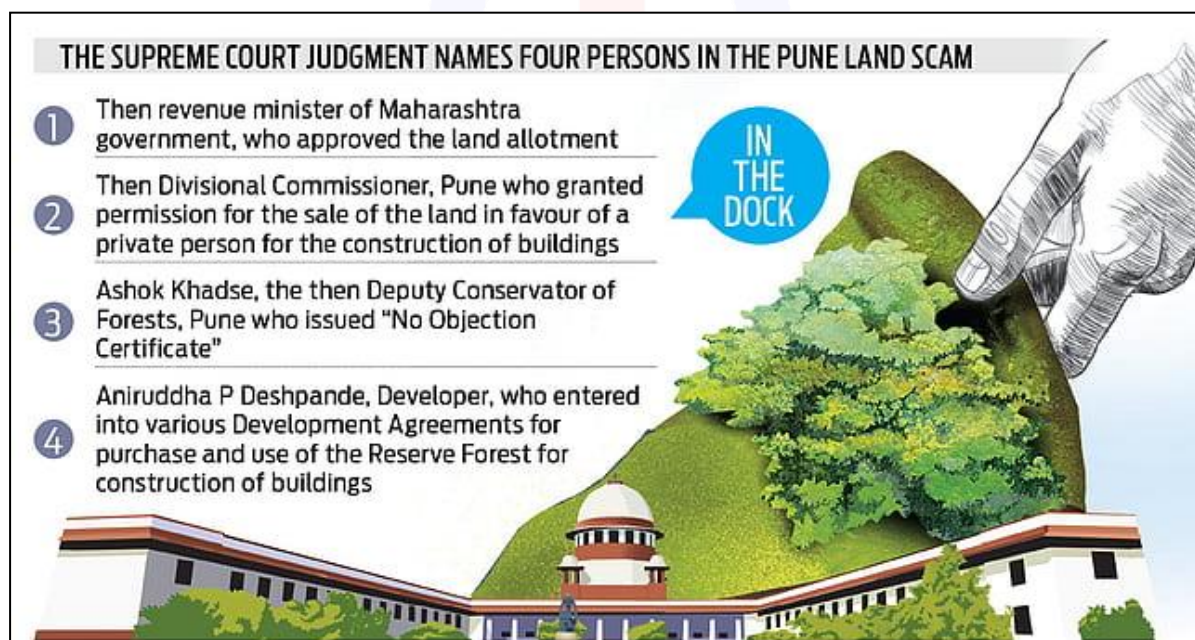 THE SUPREME COURT JUDGMENT NAMES FOUR PERSONS IN THE PUNE LAND SCAM
1
Then revenue minister of Maharashtra
government, who approved the land allotment
2
Then Divisional Commissioner, Pune who granted
permission for the sale of the land in favour of a
private person for the construction of buildings
3
Ashok Khadse, the then Deputy Conservator of
Forests, Pune who issued "No Objection
Certificate"
4
Aniruddha P Deshpande, Developer, who entered
into various Development Agreements for
purchase and use of the Reserve Forest for
construction of buildings
IN
THE
DOCK